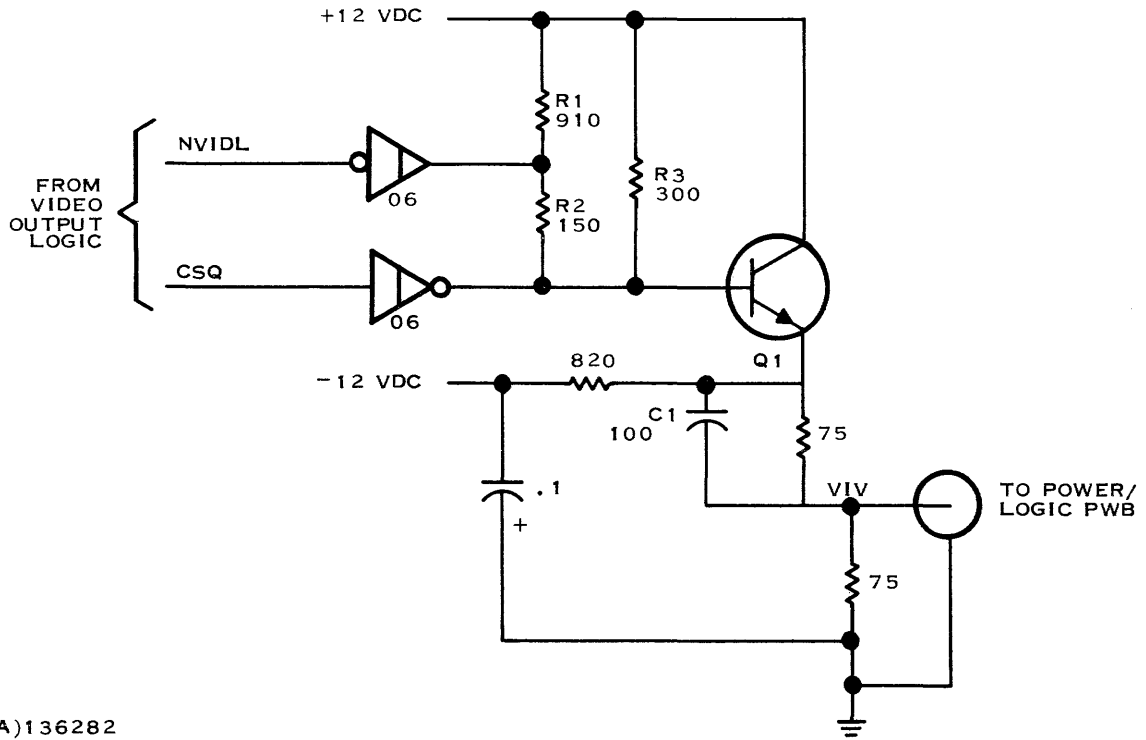 +12 VDC
R1
910
NVIDL
06
FROM
VIDEO
OUTPUT
LOGIC
R2
150
R3
300
CSQ
06
Q1
-12 VDC
820
C1
100
75
.1
+
VIV
TO POWER/
LOGIC PWB
75
A)136282